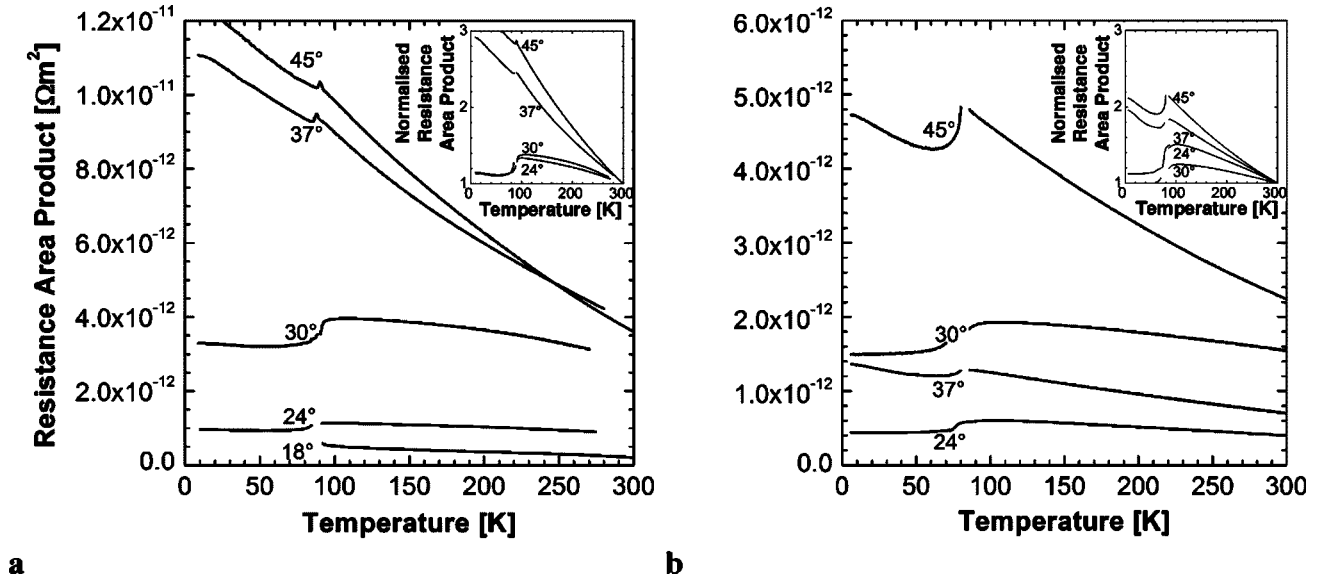 1.2x10⁻¹¹
1.0x10⁻¹¹
8.0x10⁻¹²
6.0x10⁻¹²
4.0x10⁻¹²
2.0x10⁻¹²
0.0
Resistance Area Product [Ωm²]
0 50 100 150 200 250 300
Temperature [K]
45°
37°
30°
24°
18°
Normalised
Resistance
Area Product
3
2
1
45°
37°
30°
24°
0 100 200 300
Temperature [K]
a
6.0x10⁻¹²
5.0x10⁻¹²
4.0x10⁻¹²
3.0x10⁻¹²
2.0x10⁻¹²
1.0x10⁻¹²
0.0
0 50 100 150 200 250 300
Temperature [K]
45°
30°
37°
24°
Normalised
Resistance
Area Product
3
2
1
45°
37°
24°
30°
0 100 200 300
Temperature [K]
b